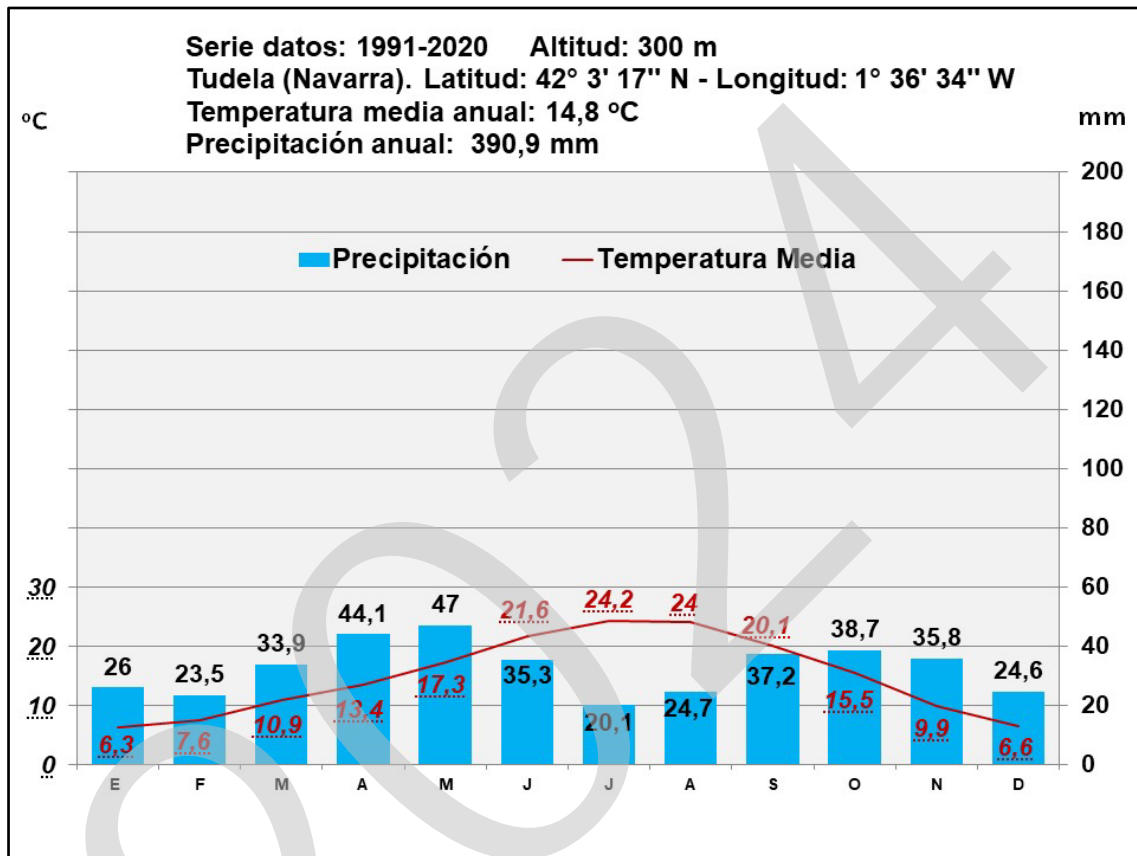 Serie datos: 1991-2020 Altitud: 300 m
Tudela (Navarra). Latitud: 42° 3' 17'' N - Longitud: 1° 36' 34'' W
Temperatura media anual: 14,8 ºC
Precipitación anual: 390,9 mm
ºC
mm
200
180
Precipitación Temperatura Media
160
140
120
100
80
30 60
20 40
10 20
0 0
26 23,5 33,9 44,1 47 35,3 20,1 24,7 37,2 38,7 35,8 24,6
6,3 7,6 10,9 13,4 17,3 21,6 24,2 24 20,1 15,5 9,9 6,6
E F M A M J J A S O N D
2024